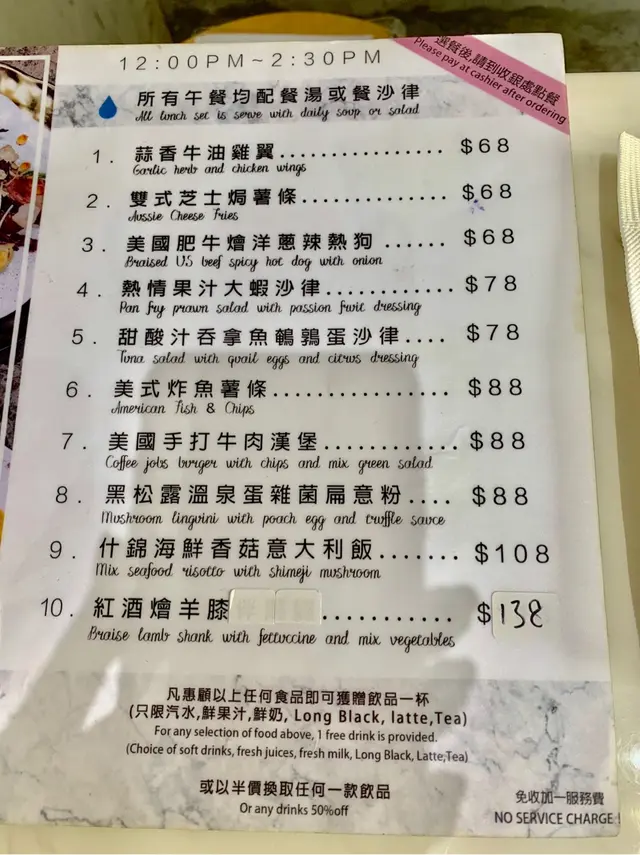 選餐後,請到收銀處點餐
Please pay at cashier after ordering
12:00PM~2:30PM
所有午餐均配餐湯或餐沙律
All lunch set is serve with daily soup or salad
1. 蒜香牛油雞翼................ $68
Garlic herb and chicken wings
2. 雙式芝士焗薯條.............. $68
Aussie Cheese Fries
3. 美國肥牛燴洋蔥辣熱狗 ...... $68
Braised US beef spicy hot dog with onion
4. 熱情果汁大蝦沙律............ $78
Pan fry prawn salad with passion fruit dressing
5. 甜酸汁吞拿魚鵪鶉蛋沙律.... $78
Tuna salad with quail eggs and citrus dressing
6. 美式炸魚薯條................. $88
American Fish & Chips
7. 美國手打牛肉漢堡............ $88
Coffee jobs burger with chips and mix green salad
8. 黑松露溫泉蛋雜菌扁意粉.... $88
Mushroom linguini with poach egg and truffle sauce
9. 什錦海鮮香菇意大利飯....... $108
Mix seafood risotto with shimeji mushroom
10. 紅酒燴羊膝 ........... $138
Braise lamb shank with fettuccine and mix vegetables
凡惠顧以上任何食品即可獲贈飲品一杯
(只限汽水,鮮果汁,鮮奶, Long Black, latte,Tea)
For any selection of food above, 1 free drink is provided.
(Choice of soft drinks, fresh juices, fresh milk, Long Black, Latte,Tea)
或以半價換取任何一款飲品
Or any drinks 50%off
免收加一服務費
NO SERVICE CHARGE !